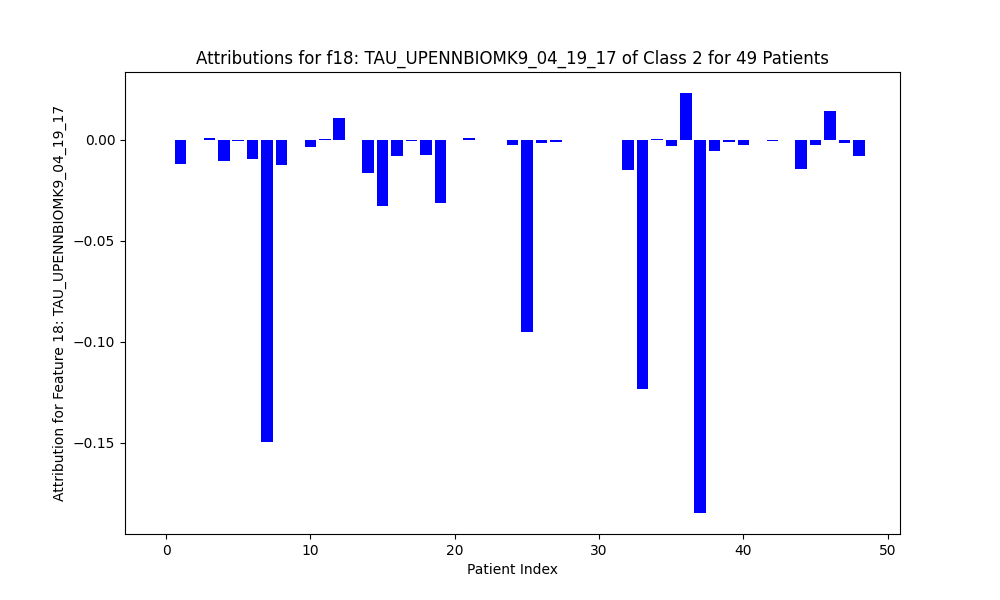 Attributions for f18: TAU_UPENNBIOMK9_04_19_17 of Class 2 for 49 Patients
Attribution for Feature 18: TAU_UPENNBIOMK9_04_19_17
0.00
−0.05
−0.10
−0.15
0 10 20 30 40 50
Patient Index